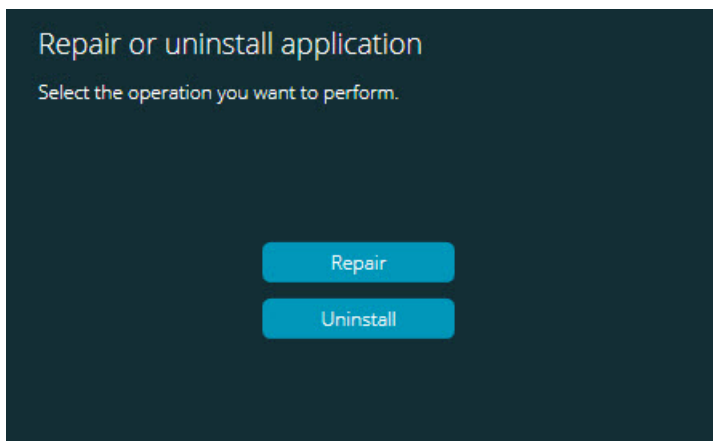 Repair or uninstall application
Select the operation you want to perform.
Repair
Uninstall